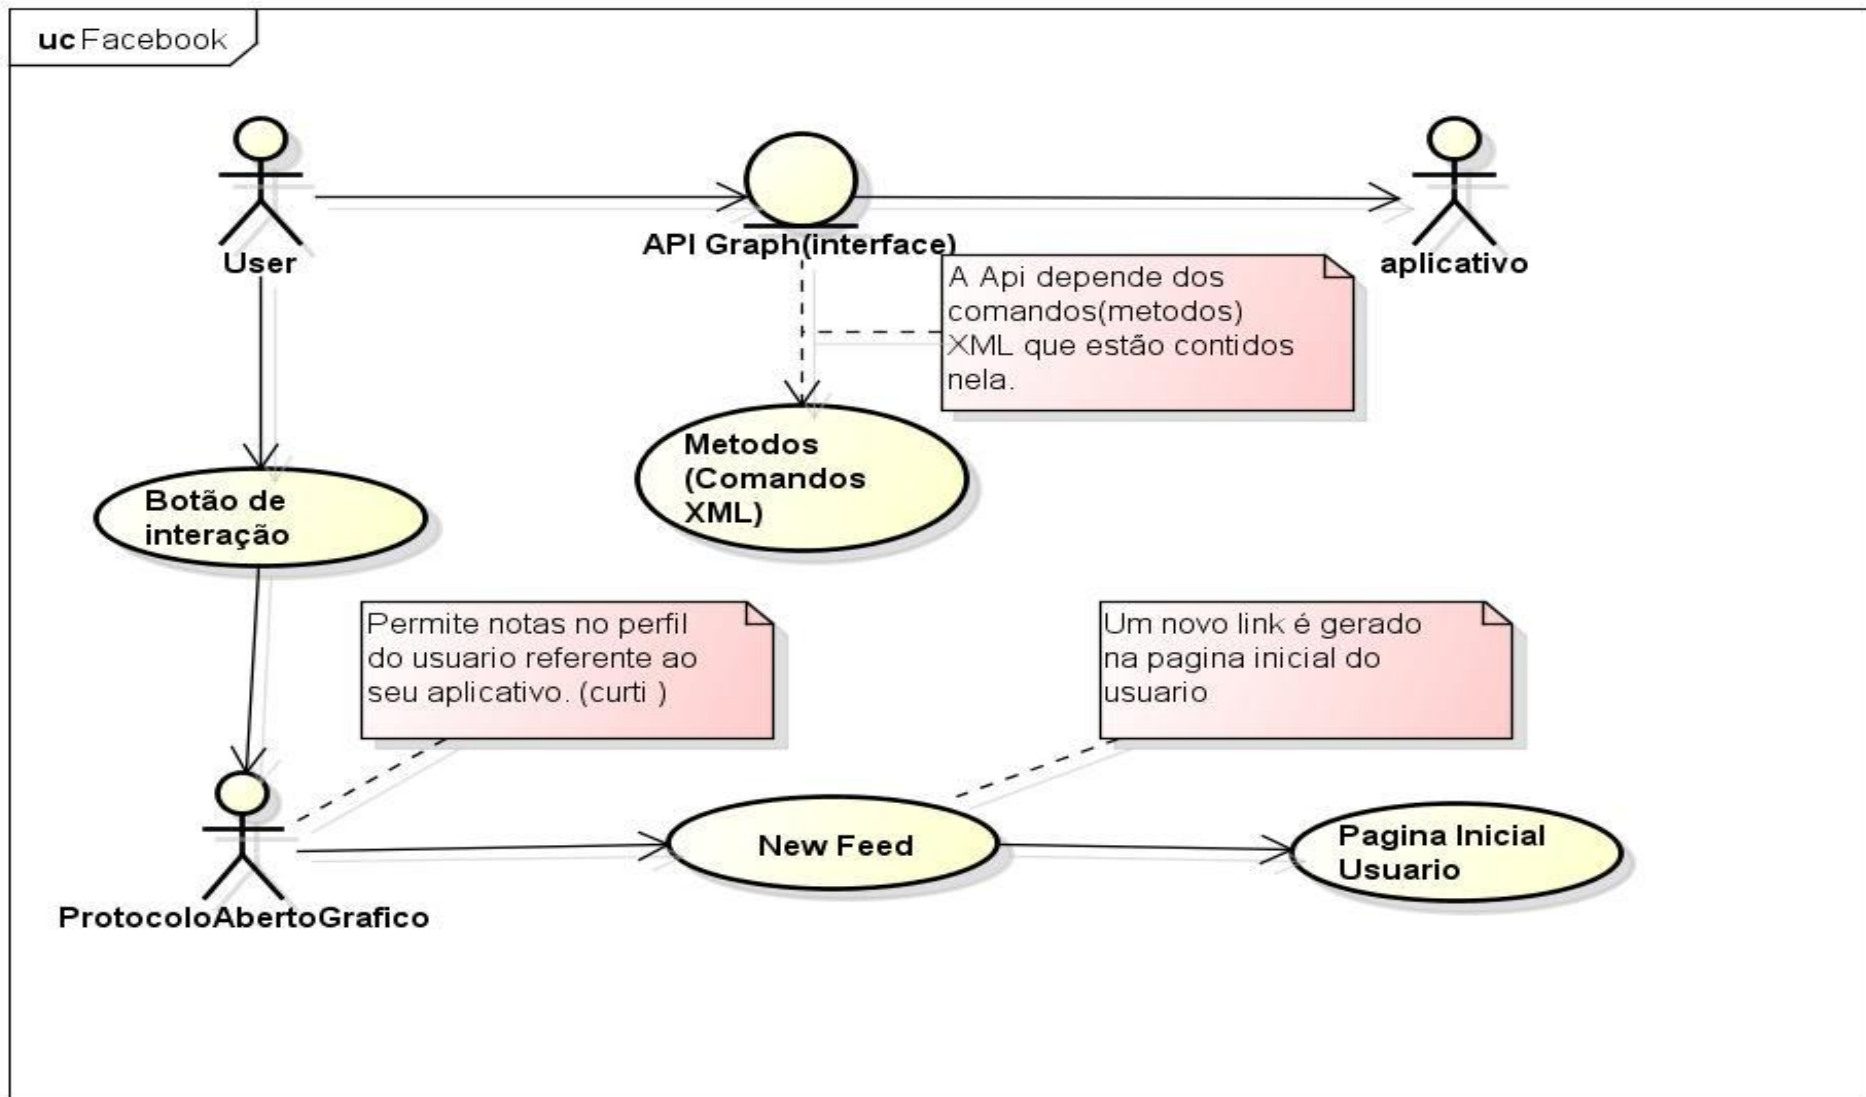 uc Facebook
User
API Graph(interface)
aplicativo
A Api depende dos
comandos(metodos)
XML que estão contidos
nela.
Metodos
(Comandos
XML)
Botão de
interação
Permite notas no perfil
do usuario referente ao
seu aplicativo. (curti )
Um novo link é gerado
na pagina inicial do
usuario
ProtocoloAbertoGrafico
New Feed
Pagina Inicial
Usuario